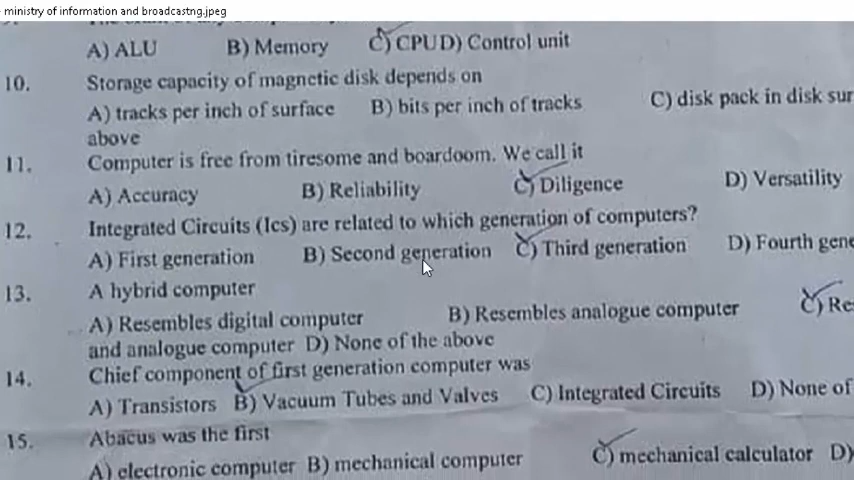 ministry of information and broadcastng.jpeg
A) ALU B) Memory C) CPU D) Control unit
10. Storage capacity of magnetic disk depends on
A) tracks per inch of surface B) bits per inch of tracks C) disk pack in disk sur
above
11. Computer is free from tiresome and boardoom. We call it
A) Accuracy B) Reliability C) Diligence D) Versatility
12. Integrated Circuits (Ics) are related to which generation of computers?
A) First generation B) Second generation C) Third generation D) Fourth gene
13. A hybrid computer
A) Resembles digital computer B) Resembles analogue computer C) Re
and analogue computer D) None of the above
14. Chief component of first generation computer was
A) Transistors B) Vacuum Tubes and Valves C) Integrated Circuits D) None of
15. Abacus was the first
A) electronic computer B) mechanical computer C) mechanical calculator D)